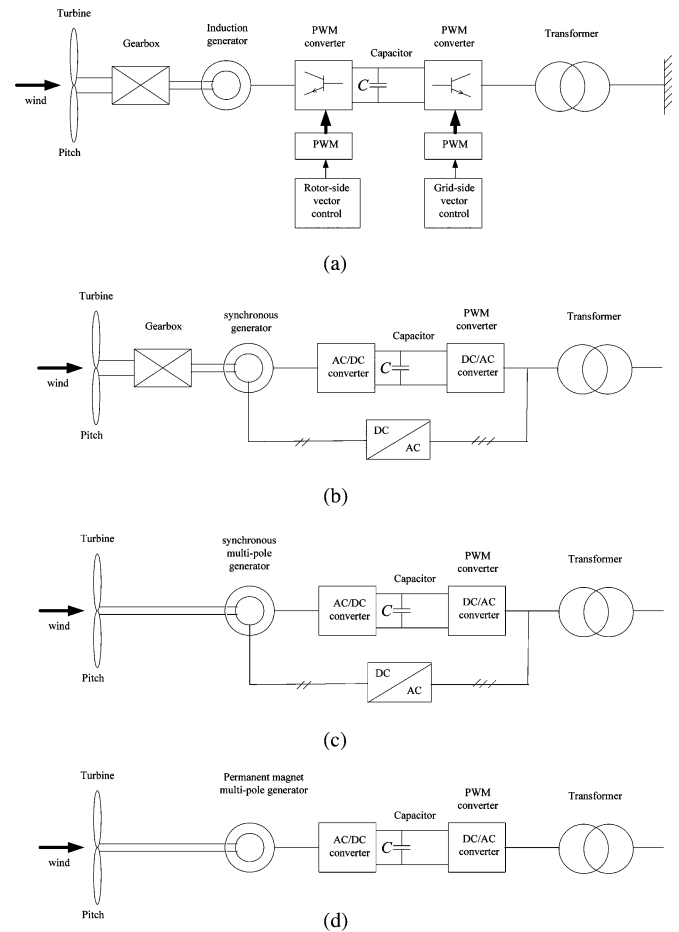 Turbine
Gearbox
Induction
generator
PWM
converter
Capacitor
PWM
converter
Transformer
wind
C
Pitch
PWM
PWM
Rotor-side
vector
control
Grid-side
vector
control
(a)
Turbine
Gearbox
synchronous
generator
Capacitor
PWM
converter
Transformer
wind
AC/DC
converter
C
DC/AC
converter
Pitch
DC
AC
(b)
Turbine
synchronous
multi-pole
generator
Capacitor
PWM
converter
Transformer
wind
AC/DC
converter
C
DC/AC
converter
Pitch
DC
AC
(c)
Turbine
Permanent magnet
multi-pole generator
Capacitor
PWM
converter
Transformer
wind
AC/DC
converter
C
DC/AC
converter
Pitch
(d)